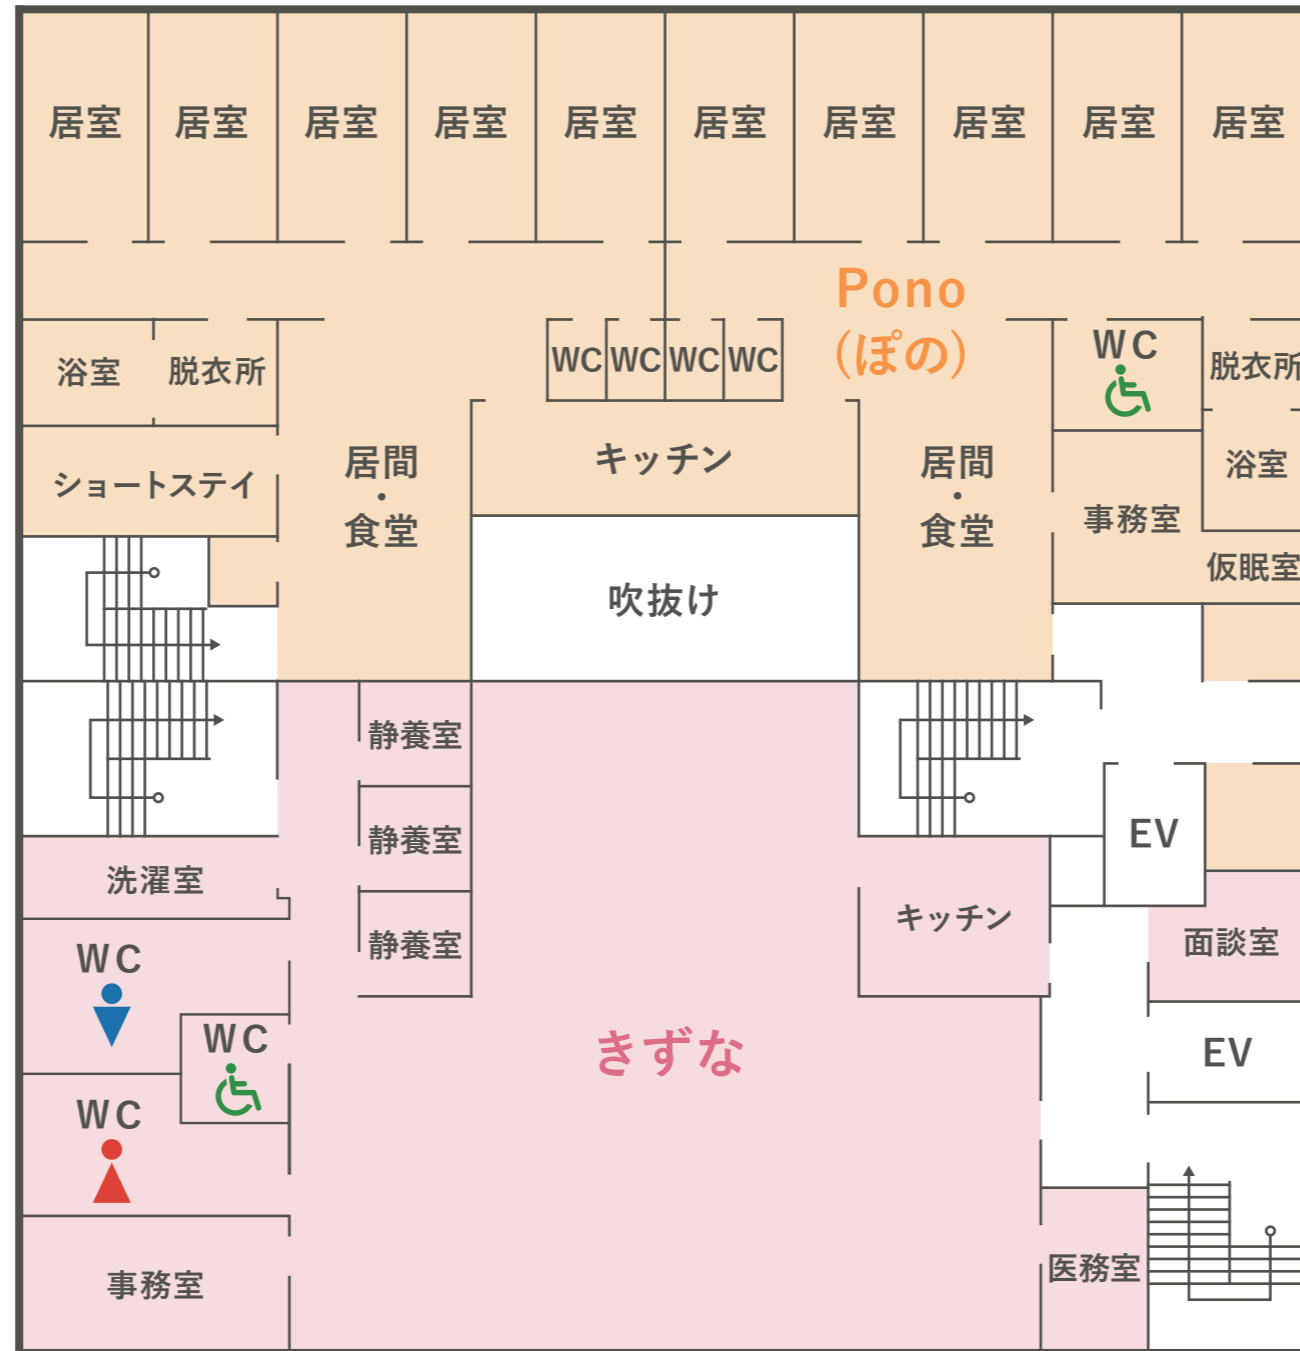 居室
居室
居室
居室
居室
居室
居室
居室
居室
居室
Pono
(ぽの)
浴室
脱衣所
WC
WC
WC
WC
WC
脱衣所
ショートステイ
居間
・
食堂
キッチン
居間
・
食堂
浴室
事務室
仮眠室
吹抜け
静養室
静養室
静養室
洗濯室
EV
キッチン
面談室
WC
WC
WC
きずな
EV
事務室
医務室